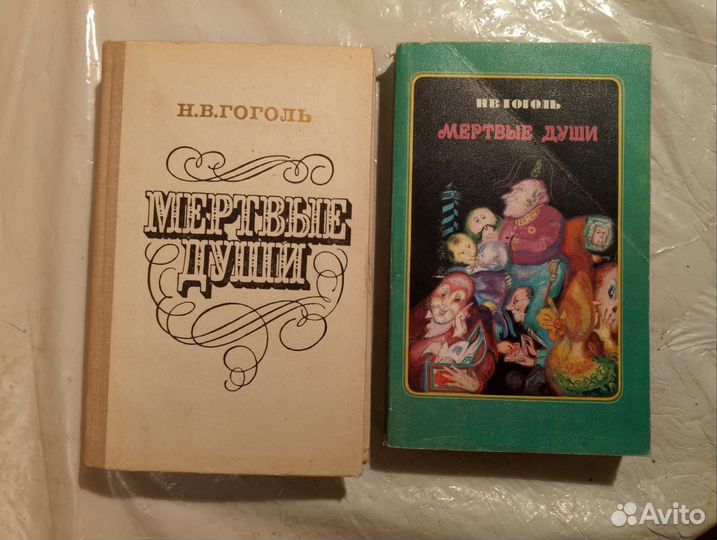 Н.В.ГОГОЛЬ
МЕРТВЫЕ
ДУШИ
Н В ГОГОЛЬ
МЕРТВЫЕ ДУШИ
Avito